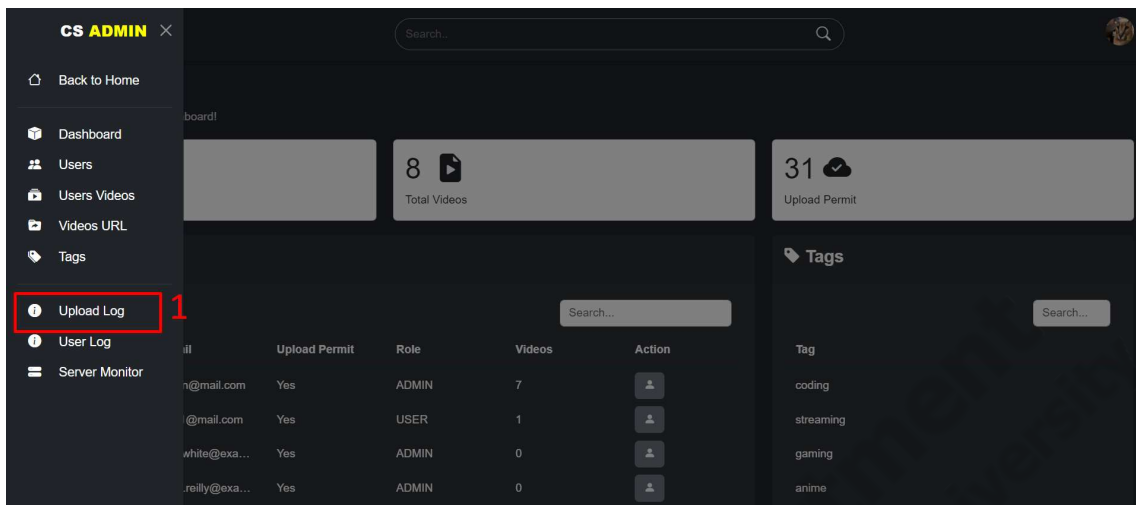 CS ADMIN
Search..
Back to Home
board!
Dashboard
Users
Users Videos
Videos URL
Tags
8
Total Videos
31
Upload Permit
Tags
Upload Log
1
User Log
Server Monitor
Search...
Search...
il Upload Permit Role Videos Action
n@mail.com Yes ADMIN 7
@mail.com Yes USER 1
white@exa... Yes ADMIN 0
.reilly@exa... Yes ADMIN 0
Tag
coding
streaming
gaming
anime
ment
iversity